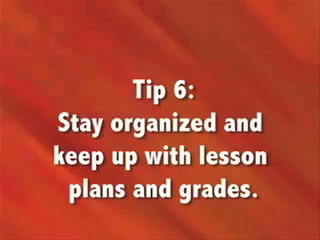 Tip 6:
Stay organized and
keep up with lesson
plans and grades.